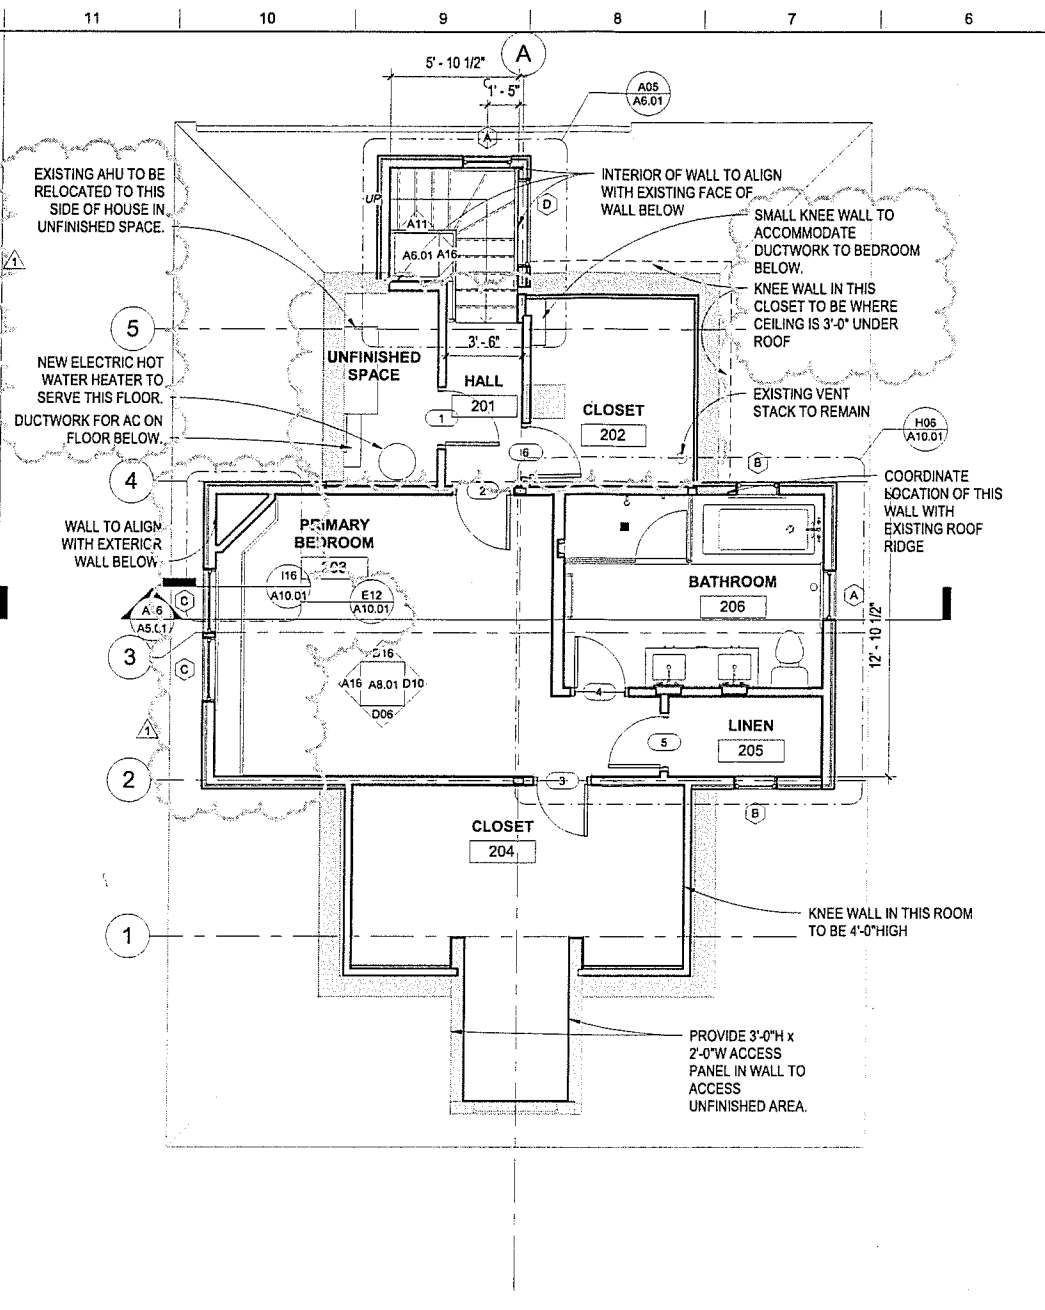 11 10 9 8 7 6
A
5' - 10 1/2"
1' - 5"
A05
A6.01
A
EXISTING AHU TO BE
RELOCATED TO THIS
SIDE OF HOUSE IN
UNFINISHED SPACE.
1
UP
A11
A6.01 A16
D
INTERIOR OF WALL TO ALIGN
WITH EXISTING FACE OF
WALL BELOW
SMALL KNEE WALL TO
ACCOMMODATE
DUCTWORK TO BEDROOM
BELOW.
KNEE WALL IN THIS
CLOSET TO BE WHERE
CEILING IS 3'-0" UNDER
ROOF
5
3' - 6"
UNFINISHED
SPACE
NEW ELECTRIC HOT
WATER HEATER TO
SERVE THIS FLOOR.
DUCTWORK FOR AC ON
FLOOR BELOW.
HALL
201
1
CLOSET
202
I6
EXISTING VENT
STACK TO REMAIN
H06
A10.01
B
4
2
COORDINATE
LOCATION OF THIS
WALL WITH
EXISTING ROOF
RIDGE
WALL TO ALIGN
WITH EXTERIOR
WALL BELOW
PRIMARY
BEDROOM
203
I16
A10.01
E12
A10.01
BATHROOM
206
A
C
A16
A5.01
3
C
12' - 10 1/2"
B16
A16 A8.01 D10
D06
4
1
5
LINEN
205
2
3
B
CLOSET
204
KNEE WALL IN THIS ROOM
TO BE 4'-0"HIGH
1
PROVIDE 3'-0"H x
2'-0"W ACCESS
PANEL IN WALL TO
ACCESS
UNFINISHED AREA.